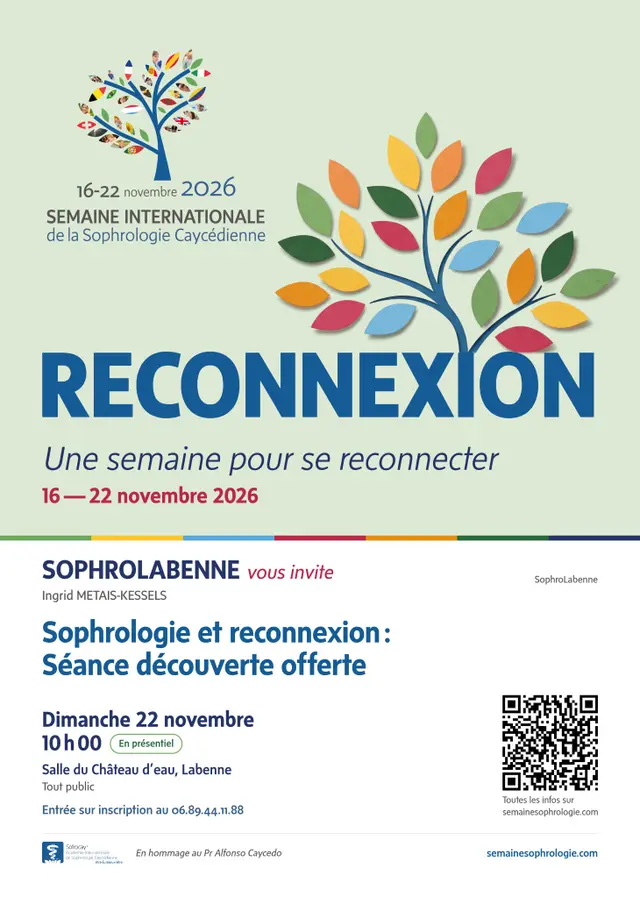 16-22 novembre 2026
SEMAINE INTERNATIONALE
de la Sophrologie Caycédienne
RECONNEXION
Une semaine pour se reconnecter
16 — 22 novembre 2026
SOPHROLABENNE vous invite
SophroLabenne
Ingrid METAIS-KESSELS
Sophrologie et reconnexion :
Séance découverte offerte
Dimanche 22 novembre
10 h 00 En présentiel
Salle du Château d'eau, Labenne
Tout public
Entrée sur inscription au 06.89.44.11.88
Toutes les infos sur
semainesophrologie.com
Sofrocay
En hommage au Pr Alfonso Caycedo
semainesophrologie.com